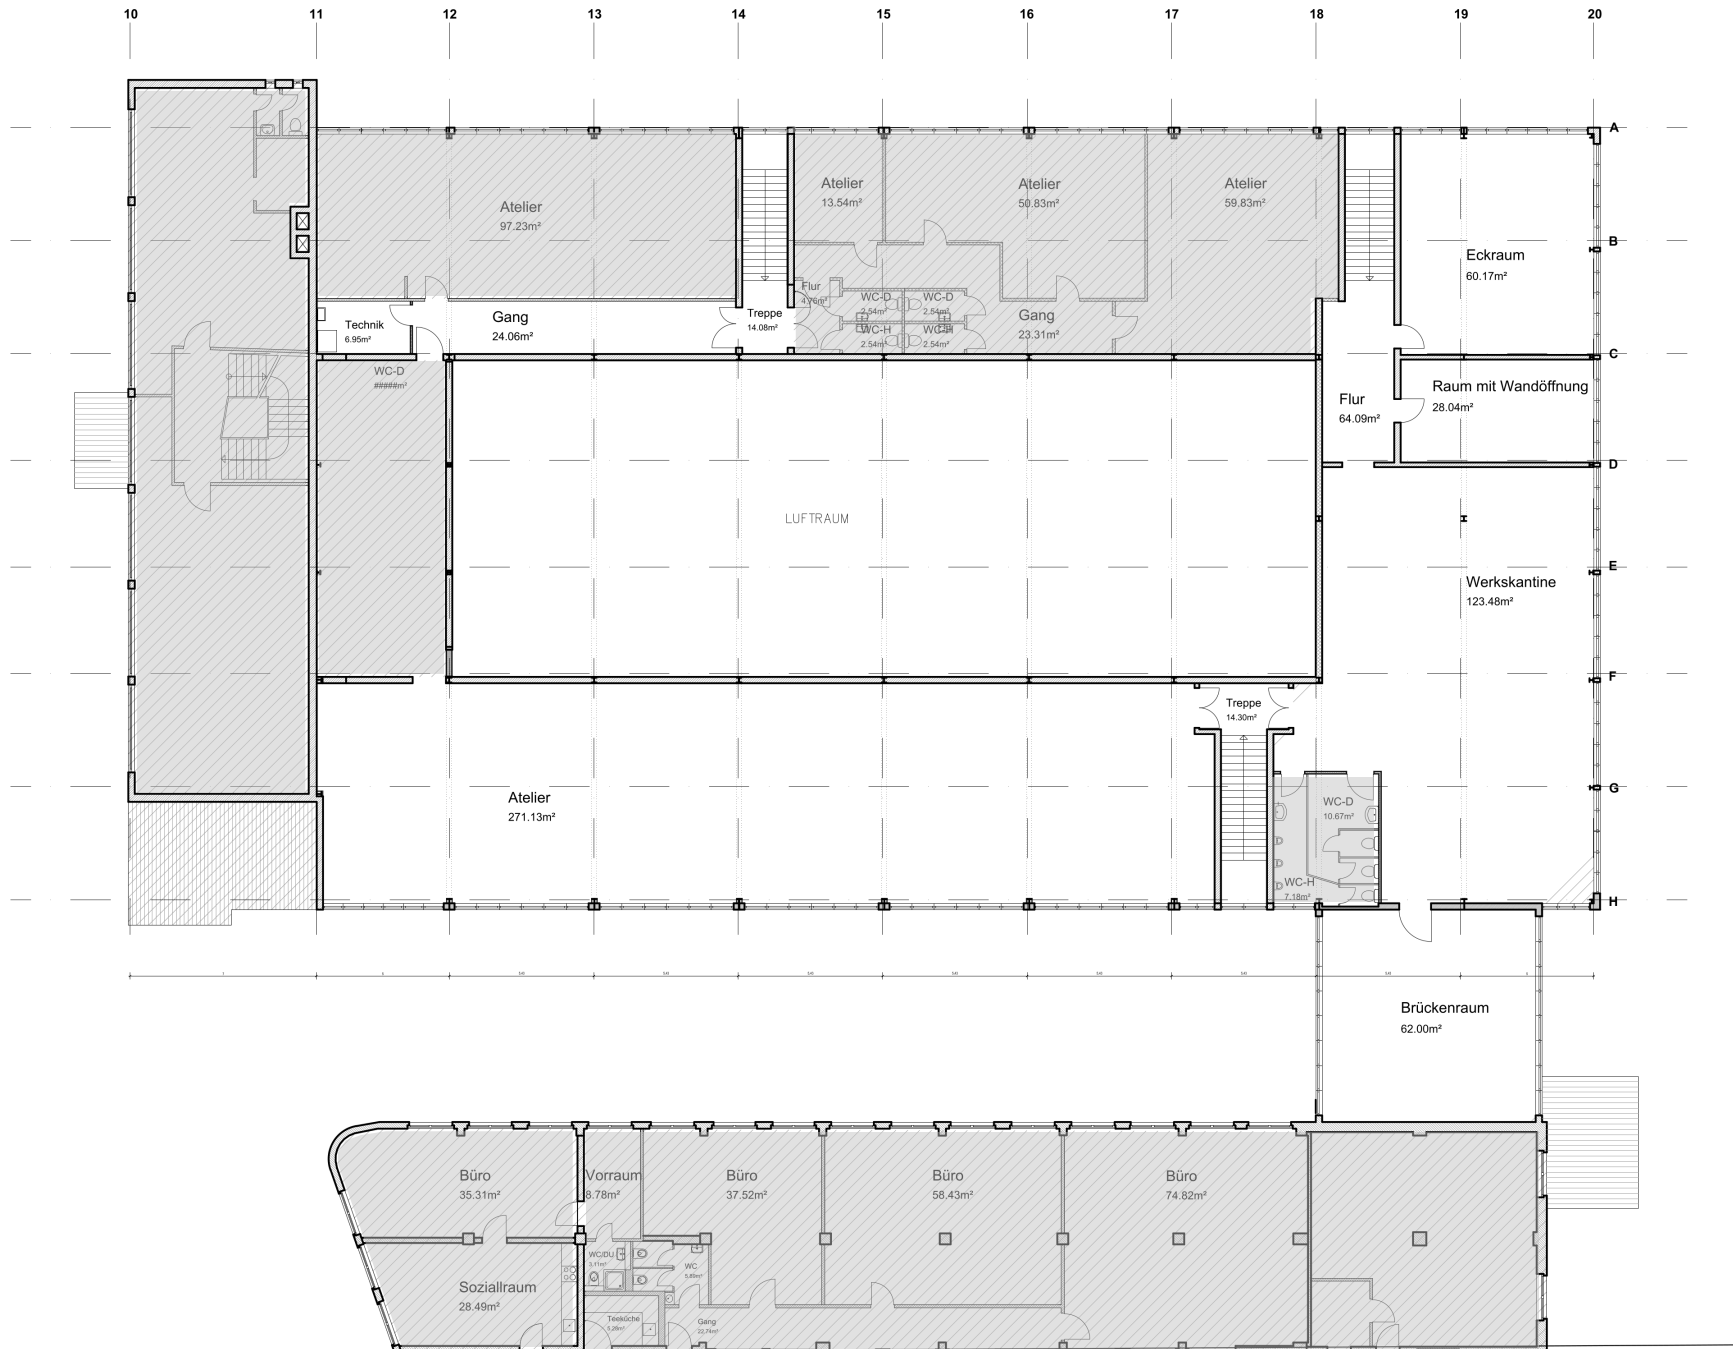 10 11 12 13 14 15 16 17 18 19 20
A
Atelier
13.54m²
Atelier
50.83m²
Atelier
59.83m²
Atelier
97.23m²
B
Eckraum
60.17m²
Flur
4.76m²
WC-D
2.54m²
WC-D
2.54m²
Technik
6.95m²
Gang
24.06m²
Treppe
14.08m²
WC-H
2.54m²
WC-H
2.54m²
Gang
23.31m²
C
WC-D
#####m²
Flur
64.09m²
Raum mit Wandöffnung
28.04m²
D
LUFTRAUM
E
Werkskantine
123.48m²
F
Treppe
14.30m²
G
Atelier
271.13m²
WC-D
10.67m²
WC-H
7.18m²
H
Brückenraum
62.00m²
Büro
35.31m²
Vorraum
8.78m²
Büro
37.52m²
Büro
58.43m²
Büro
74.82m²
WC/DU
3.11m²
WC
Soziallraum
28.49m²
Teeküche
5.28m²
Gang
22.74m²